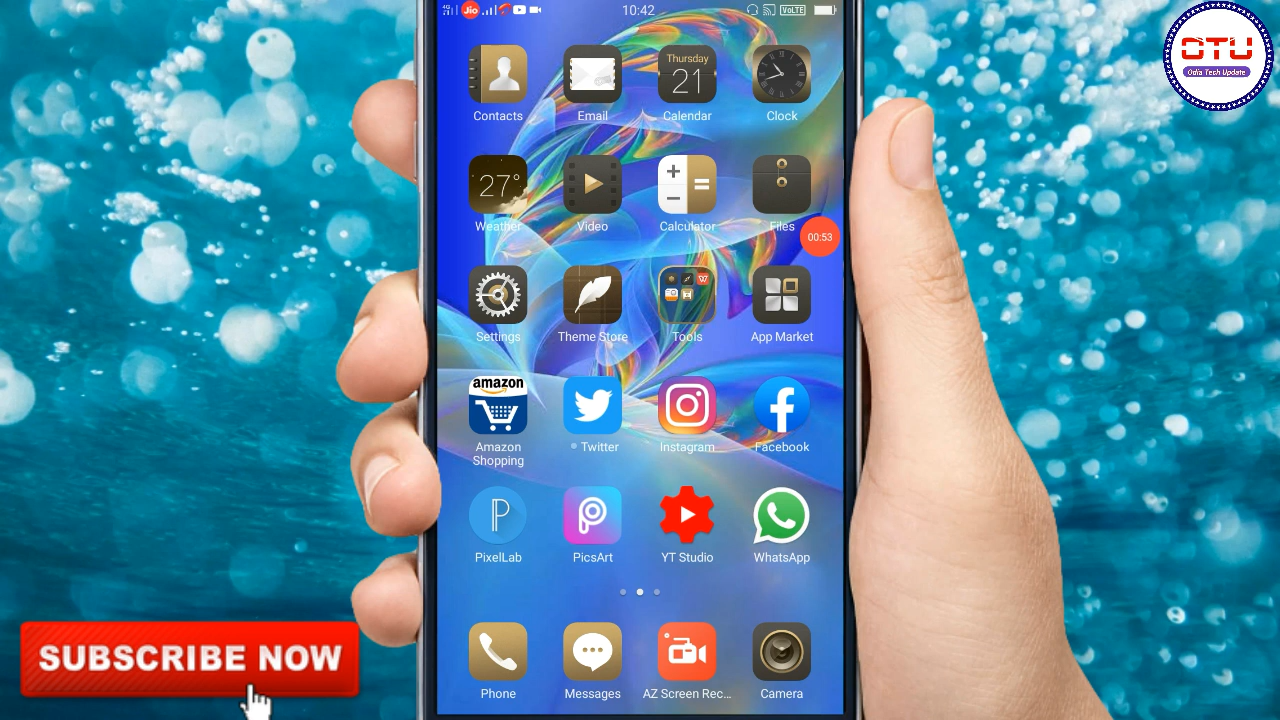 Jio
10:42
VoLTE
OTU
Odia Tech Update
Thursday
21
Contacts
Email
Calendar
Clock
27°
Weather
Video
Calculator
Files
00:53
Settings
Theme Store
Tools
App Market
amazon
Amazon
Shopping
Twitter
Instagram
Facebook
PixelLab
PicsArt
YT Studio
WhatsApp
SUBSCRIBE NOW
Phone
Messages
AZ Screen Rec...
Camera